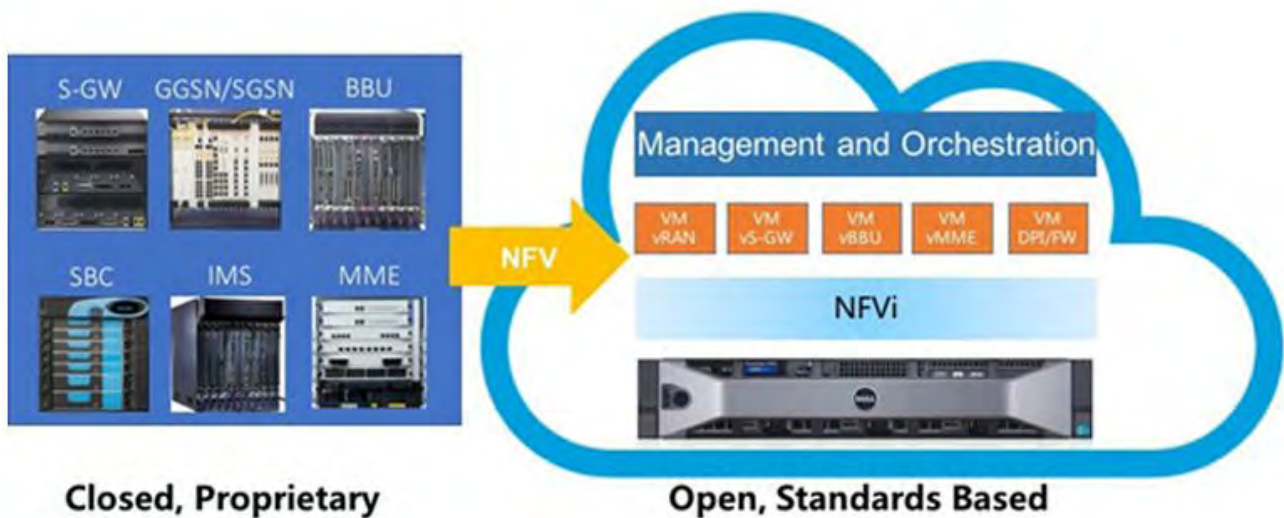 S-GW GGSN/SGSN BBU
SBC IMS MME
Closed, Proprietary
NFV
Management and Orchestration
VM
vRAN
VM
vS-GW
VM
vBBU
VM
vMME
VM
DPI/FW
NFVi
DELL
Open, Standards Based